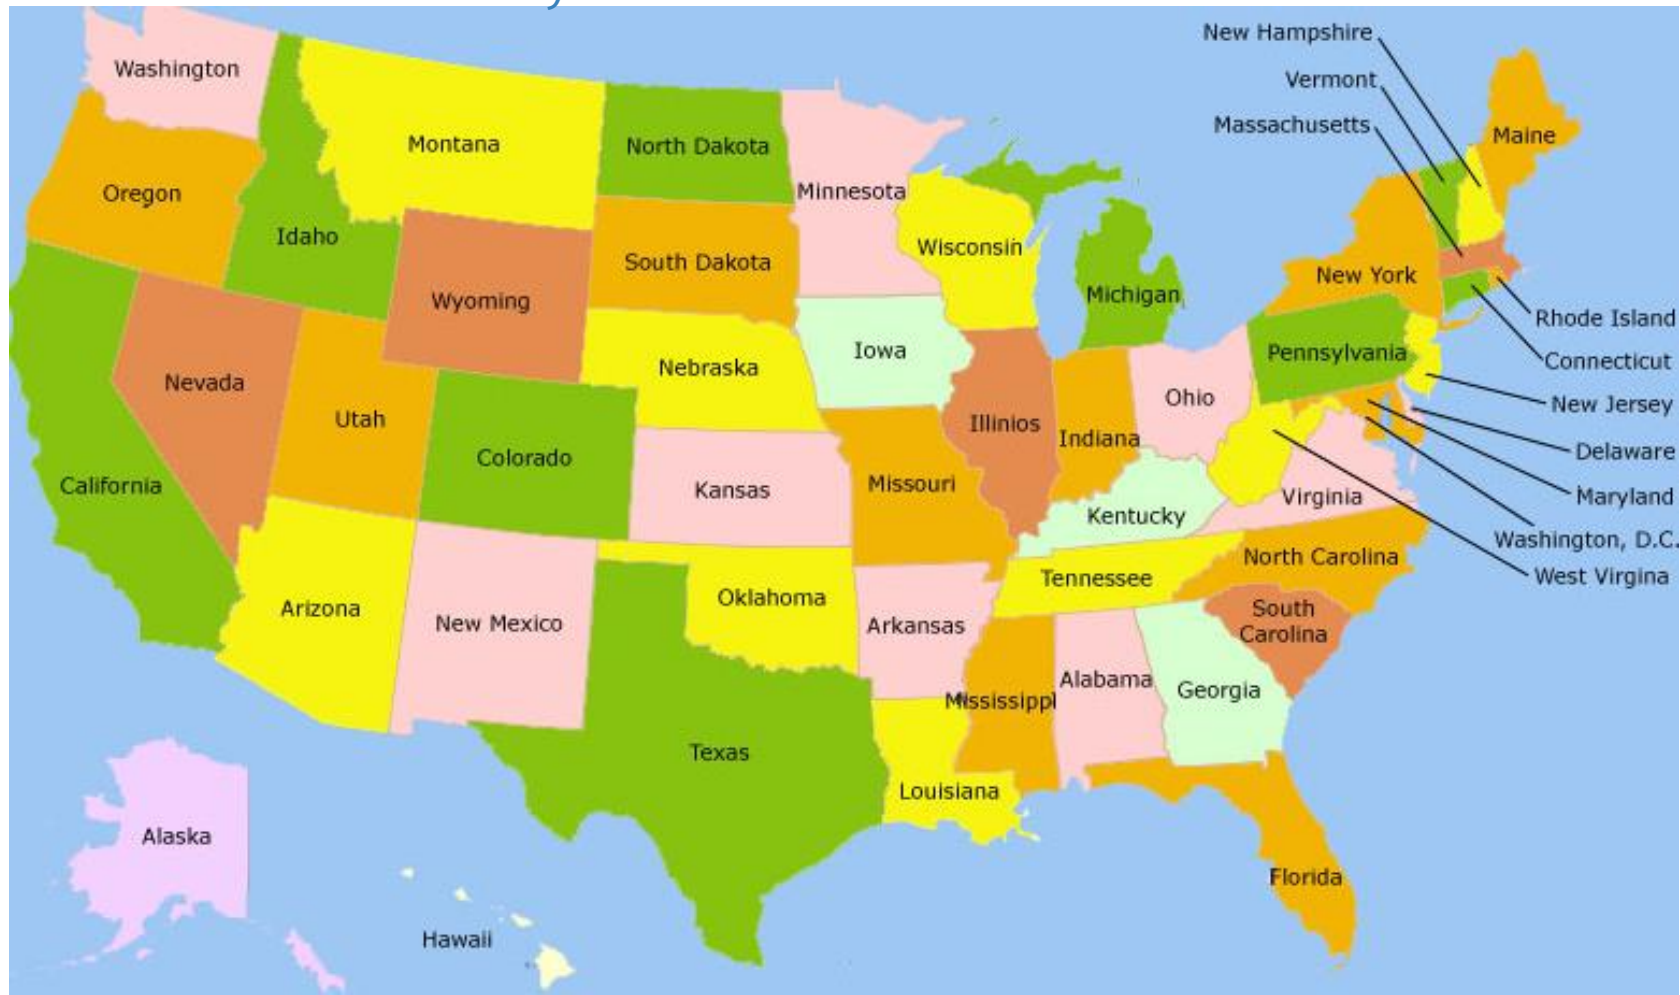 New Hampshire
Washington
Vermont
Massachusetts
Maine
Montana
North Dakota
Minnesota
Oregon
Idaho
Wisconsin
South Dakota
New York
Wyoming
Michigan
Rhode Island
Iowa
Pennsylvania
Connecticut
Nebraska
Nevada
Ohio
New Jersey
Utah
Illinios
Indiana
Delaware
Colorado
California
Kansas
Missouri
Virginia
Maryland
Kentucky
Washington, D.C.
North Carolina
West Virgina
Tennessee
Oklahoma
Arizona
New Mexico
Arkansas
South
Carolina
Alabama
Georgia
Mississippi
Texas
Louisiana
Alaska
Florida
Hawaii